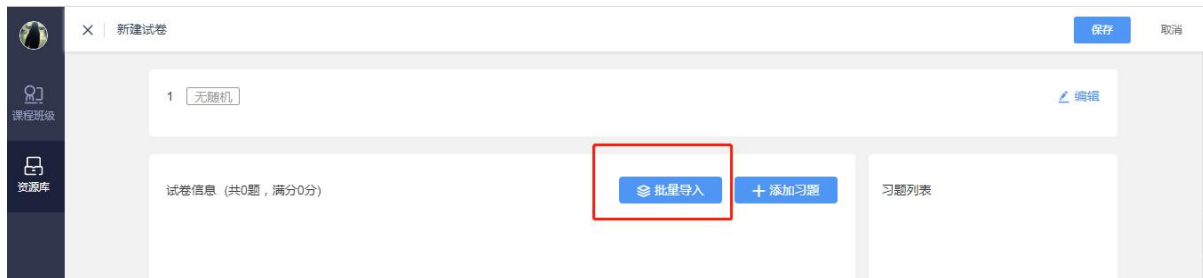 新建试卷
保存
取消
课程班级
1 无随机
编辑
资源库
试卷信息 (共0题，满分0分)
批量导入
添加习题
习题列表